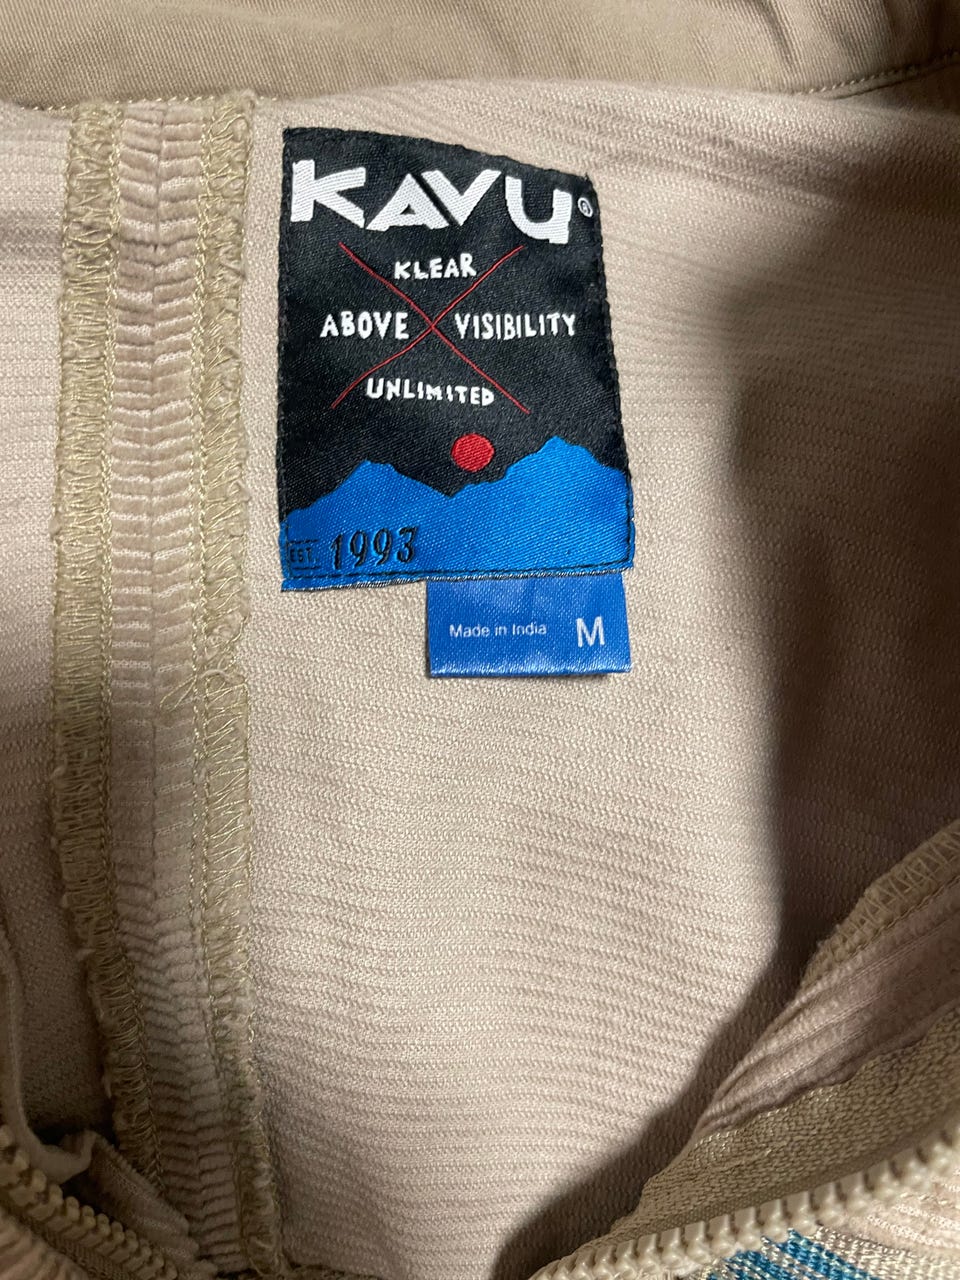 KAVU®
KLEAR
ABOVE VISIBILITY
UNLIMITED
EST. 1993
Made in India M